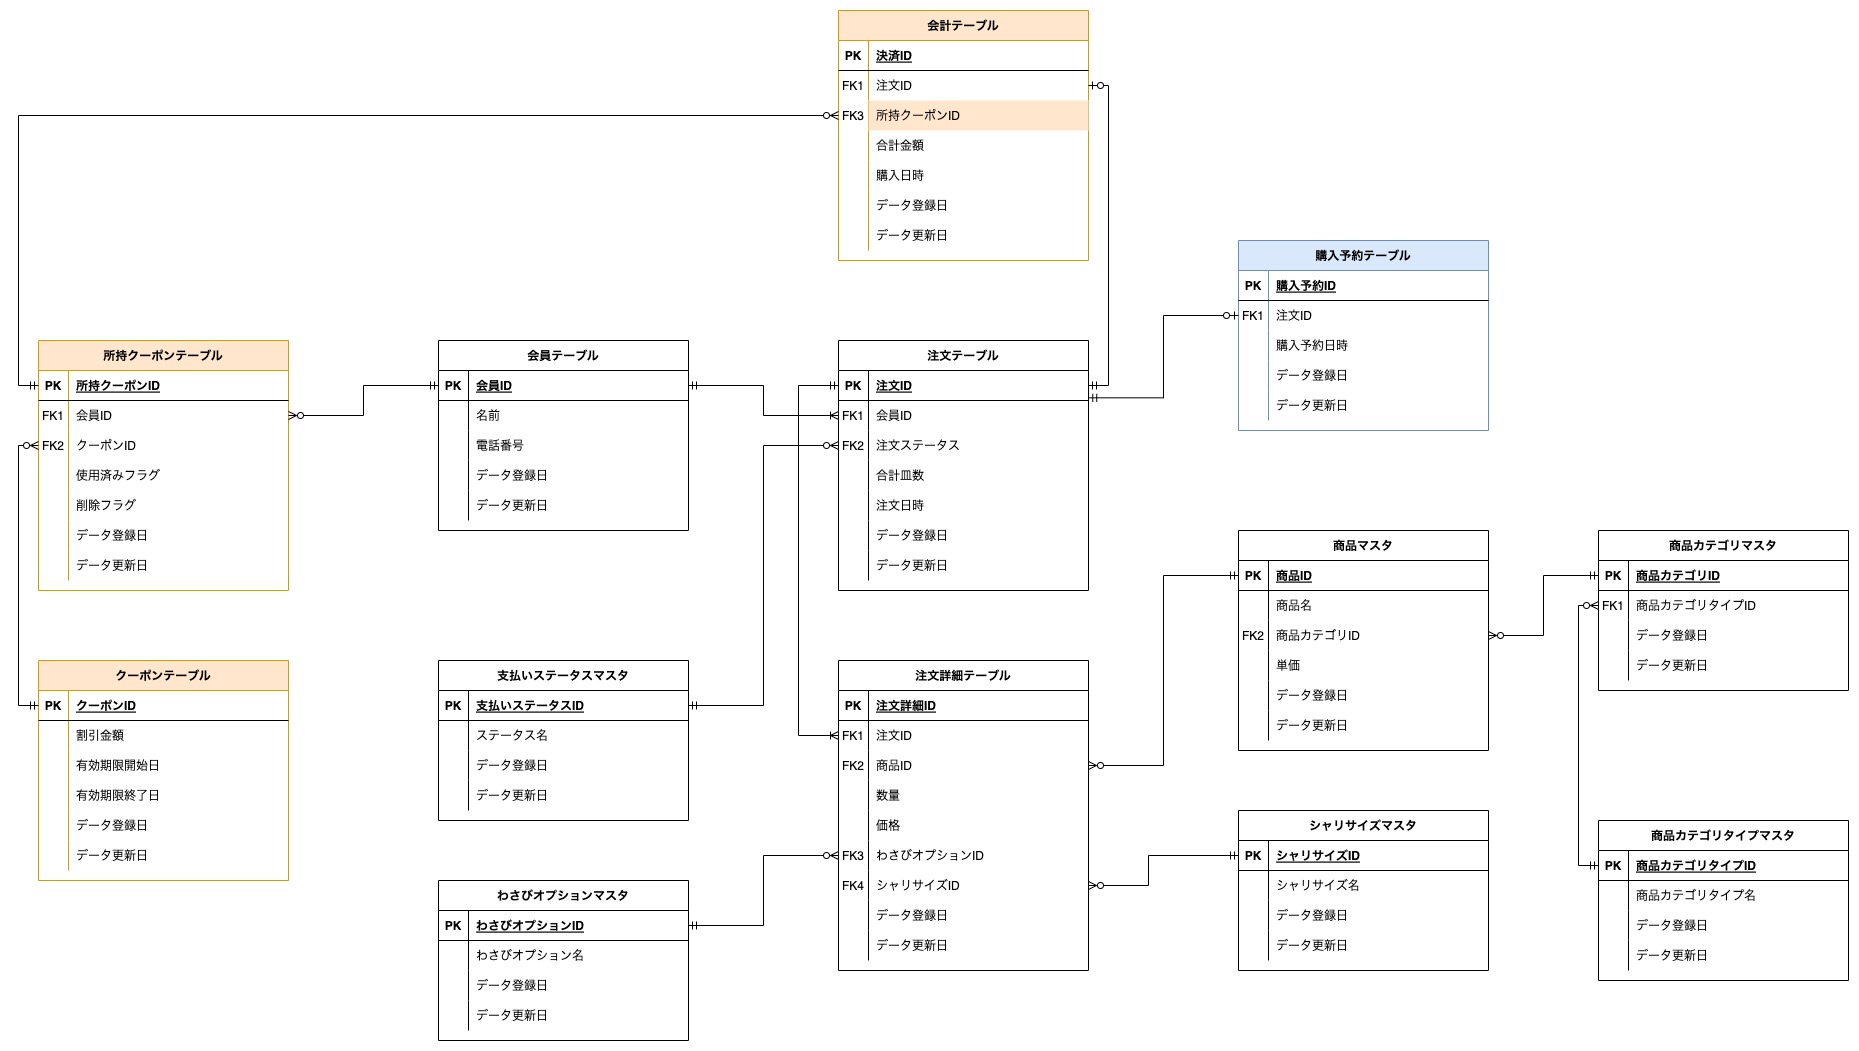 会計テーブル
PK 決済ID
FK1 注文ID
FK3 所持クーポンID
合計金額
購入日時
データ登録日
データ更新日
購入予約テーブル
PK 購入予約ID
FK1 注文ID
購入予約日時
データ登録日
データ更新日
所持クーポンテーブル
PK 所持クーポンID
FK1 会員ID
FK2 クーポンID
使用済みフラグ
削除フラグ
データ登録日
データ更新日
会員テーブル
PK 会員ID
名前
電話番号
データ登録日
データ更新日
注文テーブル
PK 注文ID
FK1 会員ID
FK2 注文ステータス
合計皿数
注文日時
データ登録日
データ更新日
商品マスタ
PK 商品ID
商品名
FK2 商品カテゴリID
単価
データ登録日
データ更新日
商品カテゴリマスタ
PK 商品カテゴリID
FK1 商品カテゴリタイプID
データ登録日
データ更新日
クーポンテーブル
PK クーポンID
割引金額
有効期限開始日
有効期限終了日
データ登録日
データ更新日
支払いステータスマスタ
PK 支払いステータスID
ステータス名
データ登録日
データ更新日
注文詳細テーブル
PK 注文詳細ID
FK1 注文ID
FK2 商品ID
数量
価格
FK3 わさびオプションID
FK4 シャリサイズID
データ登録日
データ更新日
シャリサイズマスタ
PK シャリサイズID
シャリサイズ名
データ登録日
データ更新日
商品カテゴリタイプマスタ
PK 商品カテゴリタイプID
商品カテゴリタイプ名
データ登録日
データ更新日
わさびオプションマスタ
PK わさびオプションID
わさびオプション名
データ登録日
データ更新日